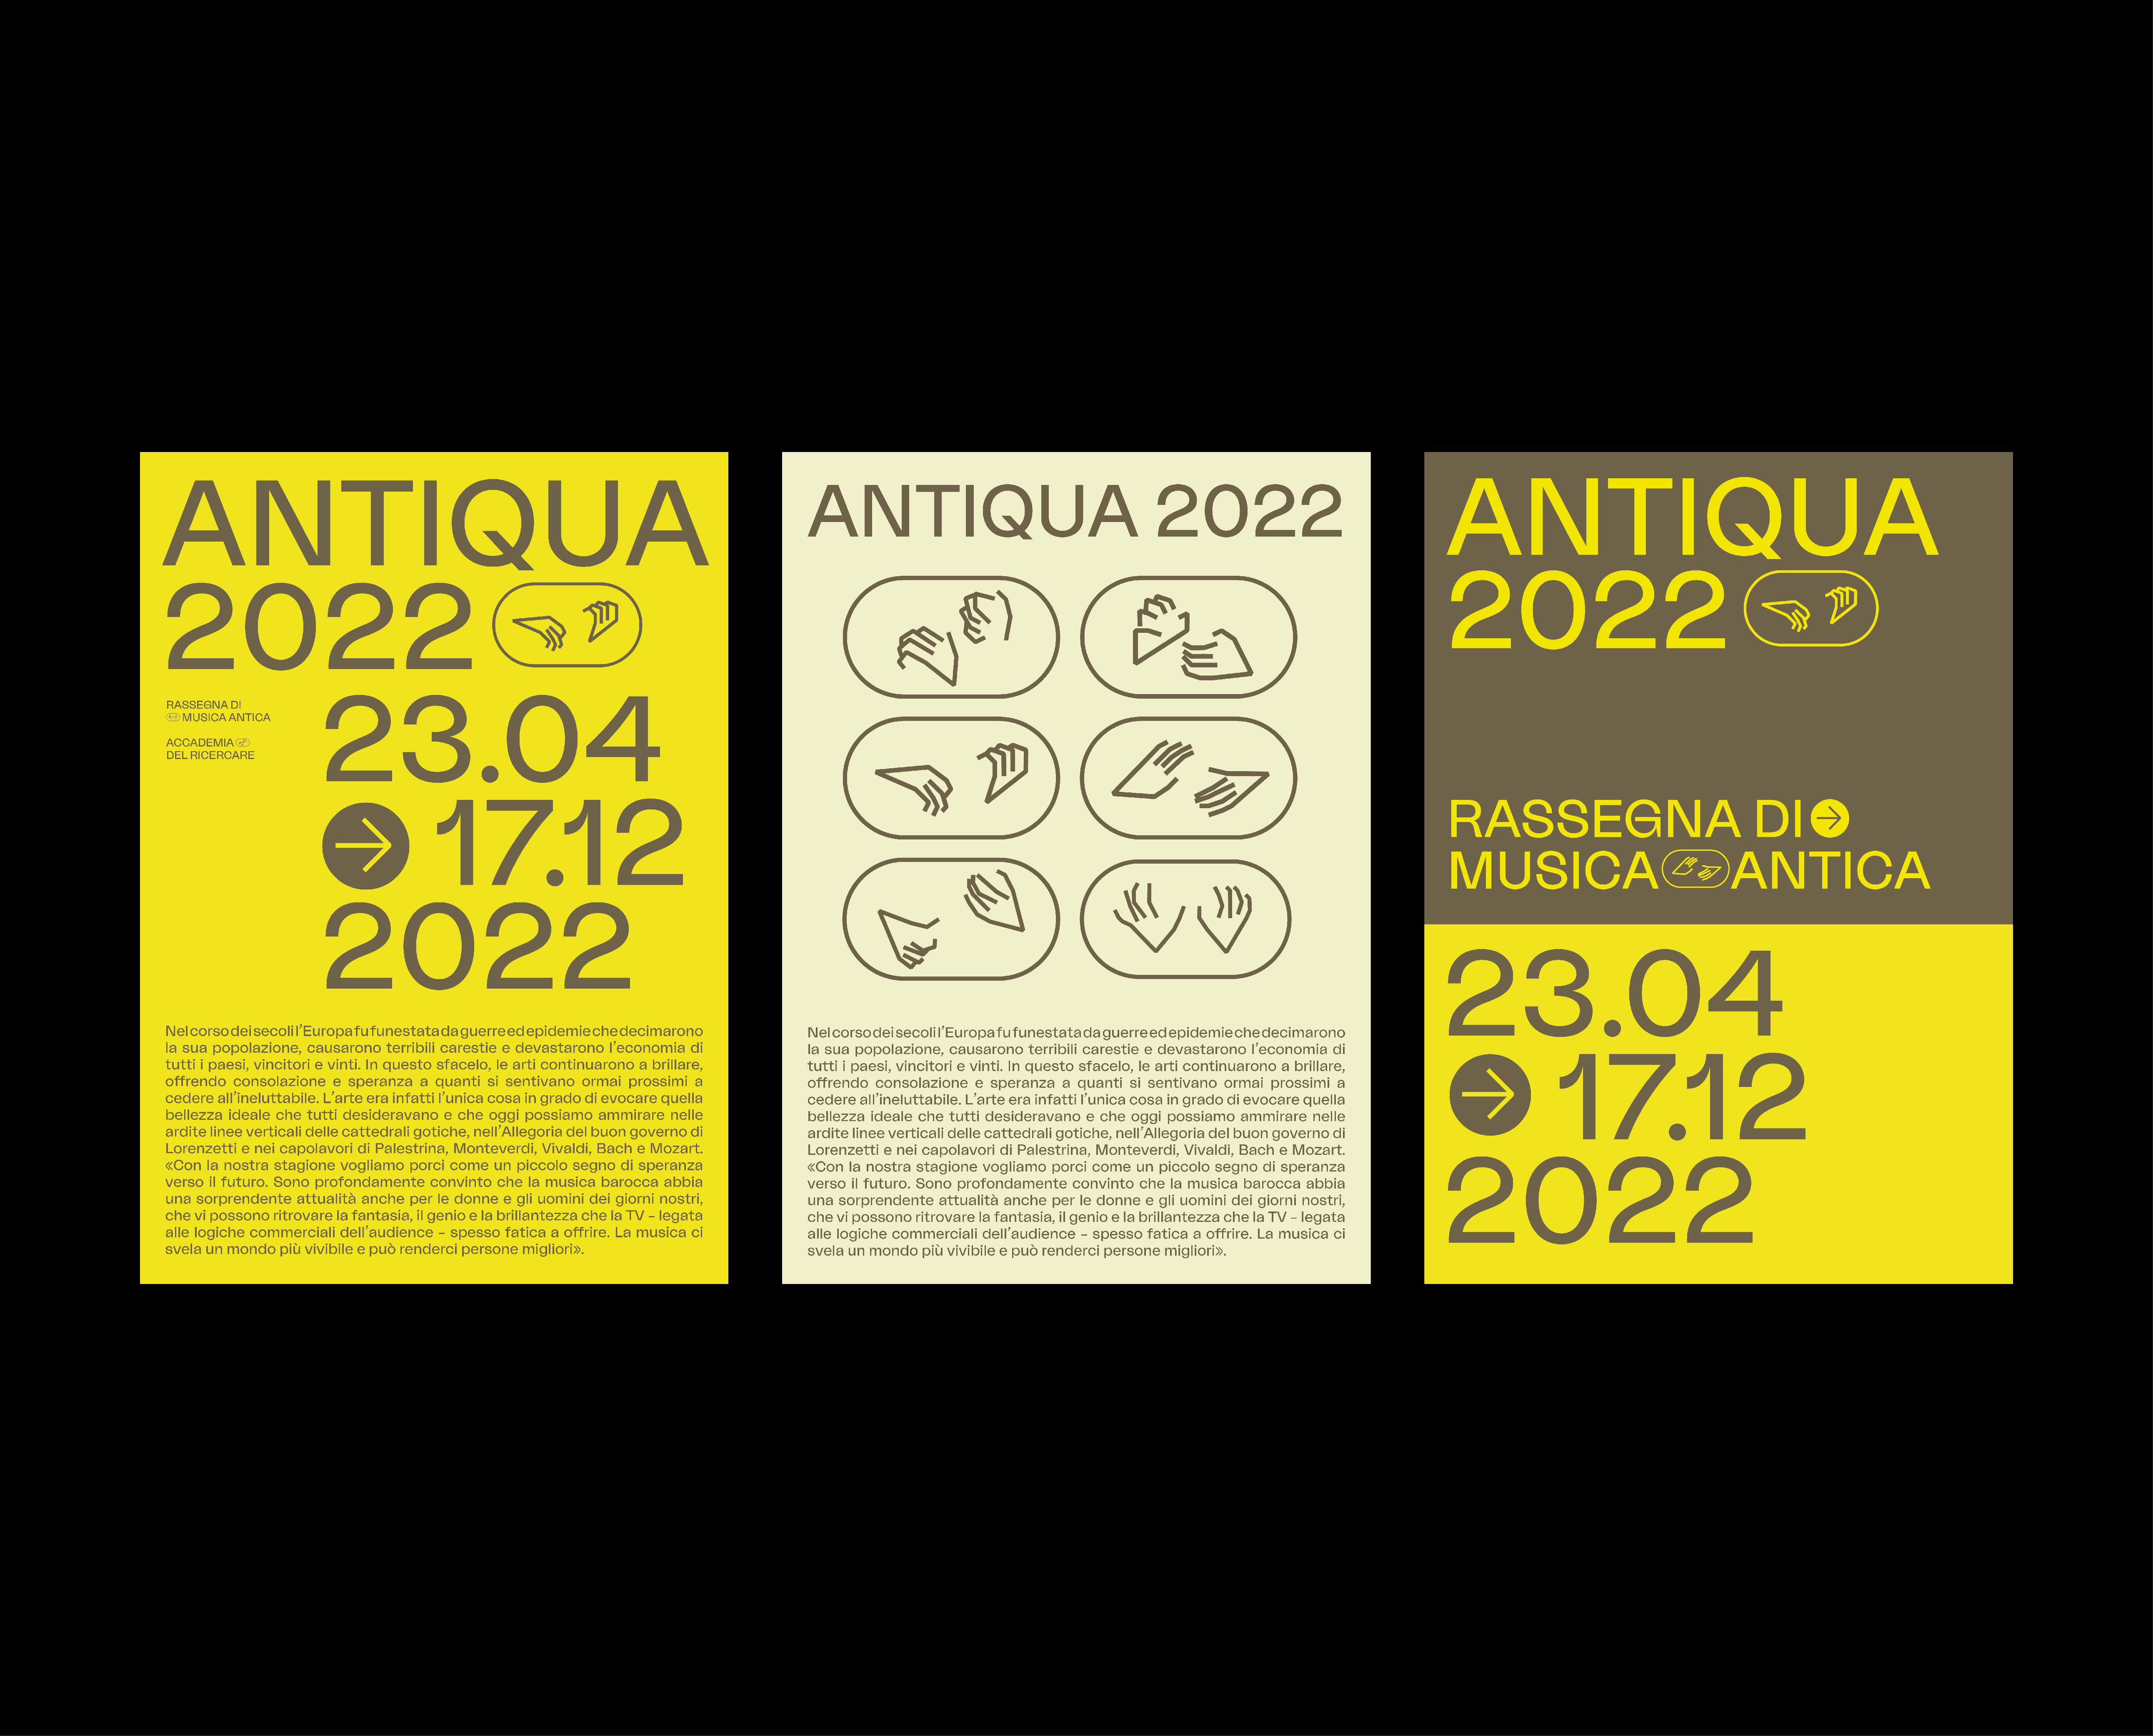 ANTIQUA
2022
RASSEGNA DI
MUSICA ANTICA
ACCADEMIA
DEL RICERCARE
23.04
→ 17.12
2022
Nel corso dei secoli l'Europa fu funestata da guerre ed epidemie che decimarono
la sua popolazione, causarono terribili carestie e devastarono l'economia di
tutti i paesi, vincitori e vinti. In questo sfacelo, le arti continuarono a brillare,
offrendo consolazione e speranza a quanti si sentivano ormai prossimi a
cedere all'ineluttabile. L'arte era infatti l'unica cosa in grado di evocare quella
bellezza ideale che tutti desideravano e che oggi possiamo ammirare nelle
ardite linee verticali delle cattedrali gotiche, nell'Allegoria del buon governo di
Lorenzetti e nei capolavori di Palestrina, Monteverdi, Vivaldi, Bach e Mozart.
«Con la nostra stagione vogliamo porci come un piccolo segno di speranza
verso il futuro. Sono profondamente convinto che la musica barocca abbia
una sorprendente attualità anche per le donne e gli uomini dei giorni nostri,
che vi possono ritrovare la fantasia, il genio e la brillantezza che la TV – legata
alle logiche commerciali dell'audience – spesso fatica a offrire. La musica ci
svela un mondo più vivibile e può renderci persone migliori».
ANTIQUA 2022
Nel corso dei secoli l'Europa fu funestata da guerre ed epidemie che decimarono
la sua popolazione, causarono terribili carestie e devastarono l'economia di
tutti i paesi, vincitori e vinti. In questo sfacelo, le arti continuarono a brillare,
offrendo consolazione e speranza a quanti si sentivano ormai prossimi a
cedere all'ineluttabile. L'arte era infatti l'unica cosa in grado di evocare quella
bellezza ideale che tutti desideravano e che oggi possiamo ammirare nelle
ardite linee verticali delle cattedrali gotiche, nell'Allegoria del buon governo di
Lorenzetti e nei capolavori di Palestrina, Monteverdi, Vivaldi, Bach e Mozart.
«Con la nostra stagione vogliamo porci come un piccolo segno di speranza
verso il futuro. Sono profondamente convinto che la musica barocca abbia
una sorprendente attualità anche per le donne e gli uomini dei giorni nostri,
che vi possono ritrovare la fantasia, il genio e la brillantezza che la TV – legata
alle logiche commerciali dell'audience – spesso fatica a offrire. La musica ci
svela un mondo più vivibile e può renderci persone migliori».
ANTIQUA
2022
RASSEGNA DI →
MUSICA ANTICA
23.04
→ 17.12
2022